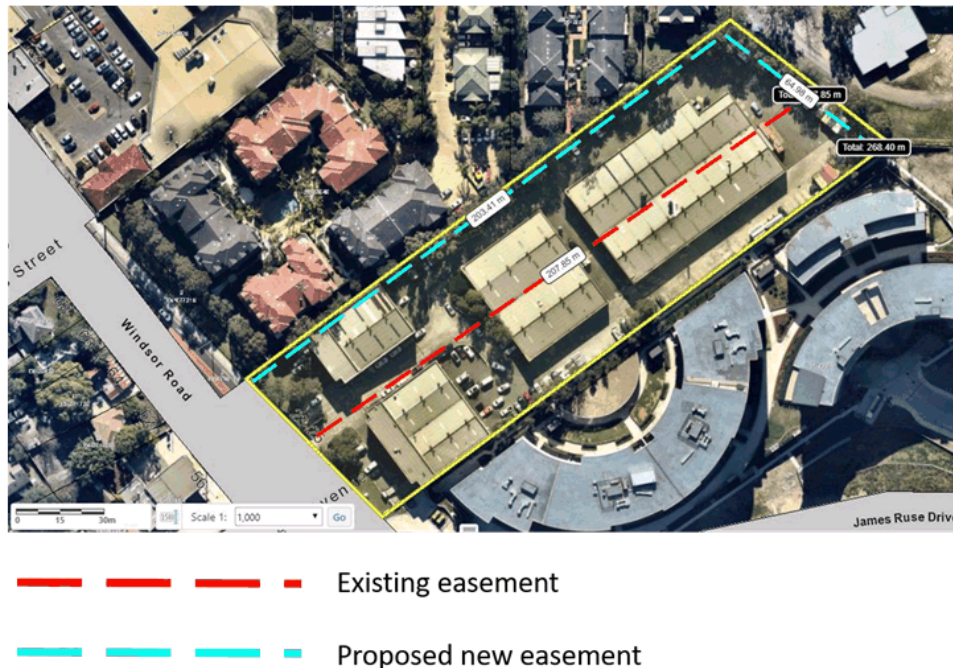 64.98 m
Total: 268.40 m
203.41 m
207.85 m
Street
Windsor Road
James Ruse Drive
0 15 30m
Scale 1: 1,000 Go
Existing easement
Proposed new easement